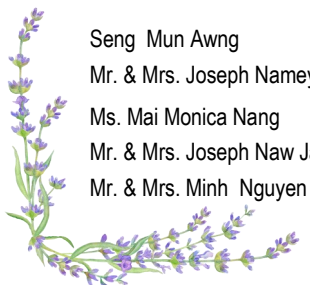 Seng Mun Awng
Mr. & Mrs. Joseph
Ms. Mai Monica Nang
Mr. & Mrs. Joseph Naw
Mr. & Mrs. Minh Nguyen